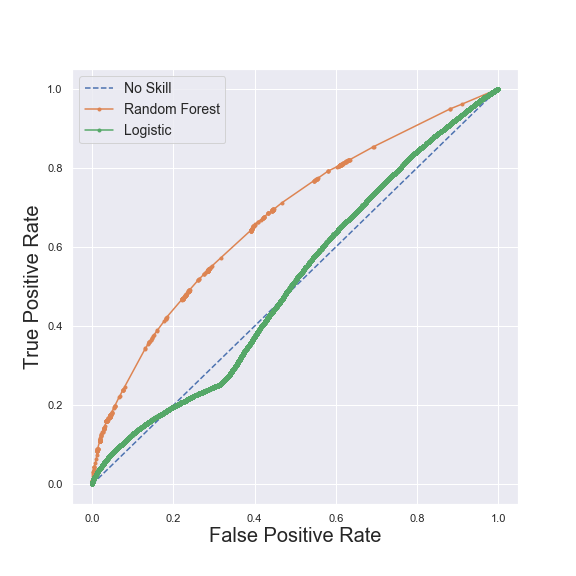 No Skill
Random Forest
Logistic
True Positive Rate
1.0
0.8
0.6
0.4
0.2
0.0
0.0 0.2 0.4 0.6 0.8 1.0
False Positive Rate